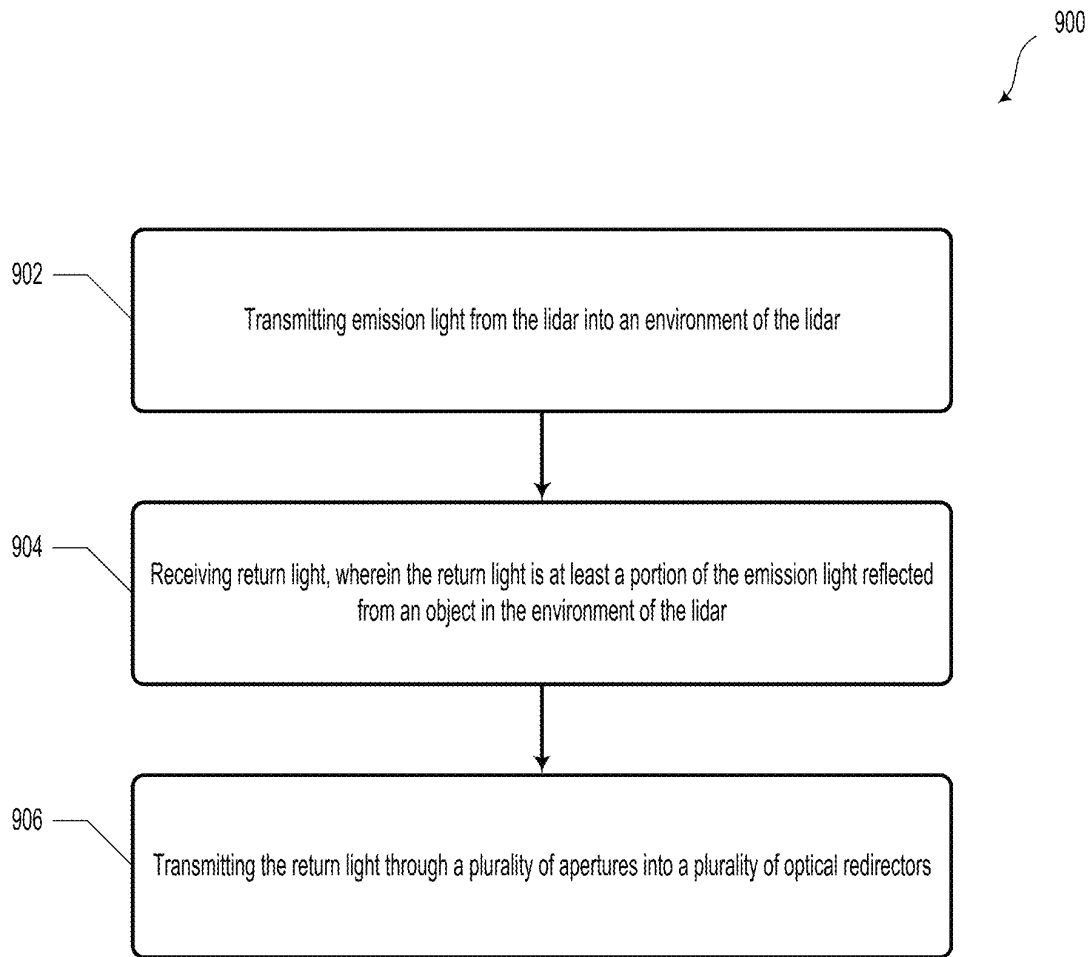 900
902
Transmitting emission light from the lidar into an environment of the lidar
904
Receiving return light, wherein the return light is at least a portion of the emission light reflected
from an object in the environment of the lidar
906
Transmitting the return light through a plurality of apertures into a plurality of optical redirectors